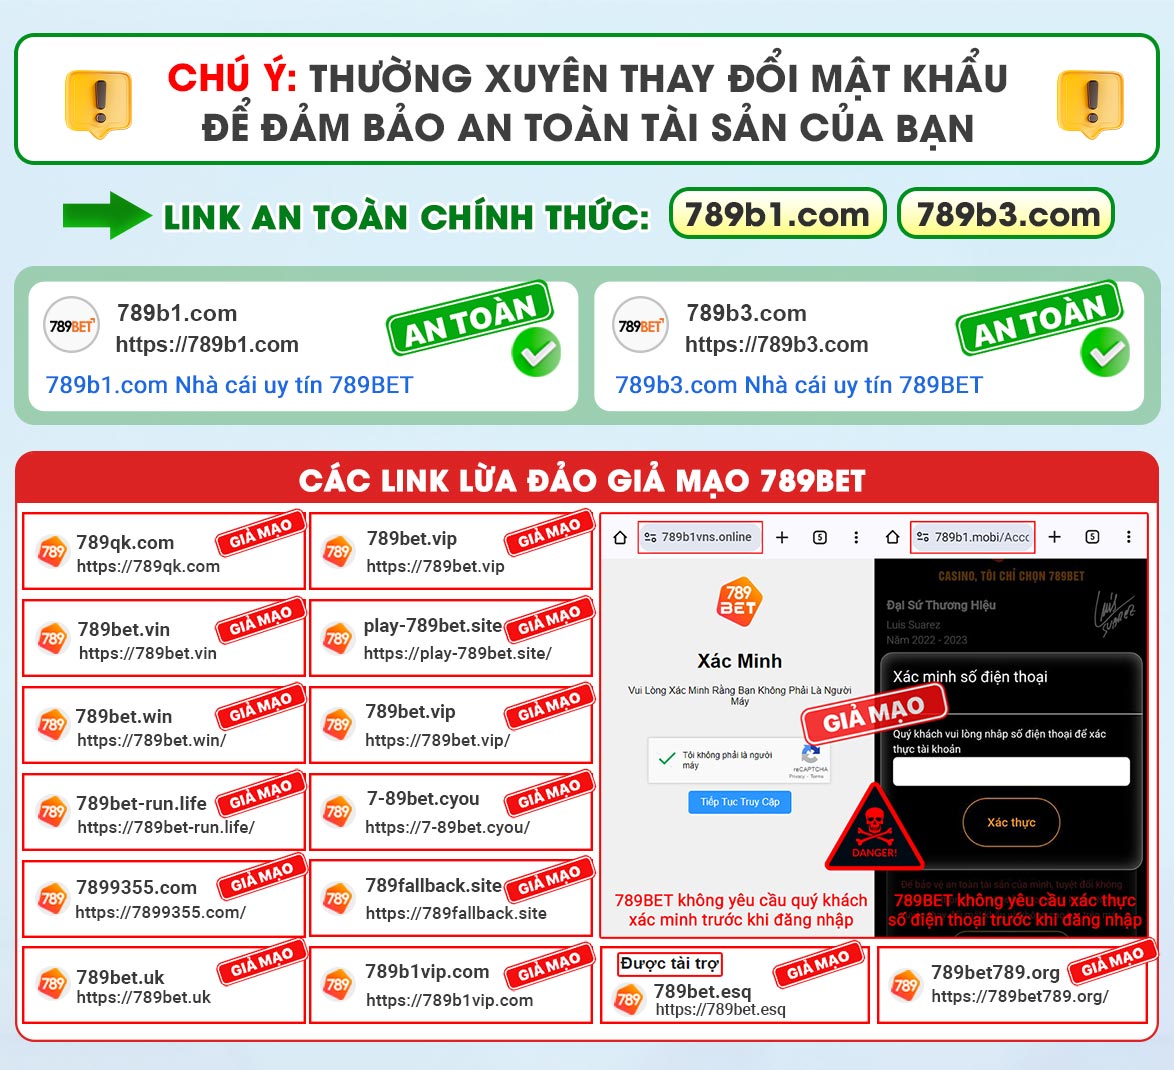 CHÚ Ý: THƯỜNG XUYÊN THAY ĐỔI MẬT KHẨU
ĐỂ ĐẢM BẢO AN TOÀN TÀI SẢN CỦA BẠN
LINK AN TOÀN CHÍNH THỨC: 789b1.com 789b3.com
789BET
789b1.com
https://789b1.com
AN TOÀN
789b1.com Nhà cái uy tín 789BET
789BET
789b3.com
https://789b3.com
AN TOÀN
789b3.com Nhà cái uy tín 789BET
CÁC LINK LỪA ĐẢO GIẢ MẠO 789BET
789
789qk.com
https://789qk.com
GIẢ MẠO
789
789bet.vip
https://789bet.vip
GIẢ MẠO
789
789bet.vin
https://789bet.vin
GIẢ MẠO
789
play-789bet.site
https://play-789bet.site/
GIẢ MẠO
789
789bet.win
https://789bet.win/
GIẢ MẠO
789
789bet.vip
https://789bet.vip/
GIẢ MẠO
789
789bet-run.life
https://789bet-run.life/
GIẢ MẠO
789
7-89bet.cyou
https://7-89bet.cyou/
GIẢ MẠO
789
7899355.com
https://7899355.com/
GIẢ MẠO
789
789fallback.site
https://789fallback.site
GIẢ MẠO
789
789bet.uk
https://789bet.uk
GIẢ MẠO
789
789b1vip.com
https://789b1vip.com
GIẢ MẠO
789b1vns.online
5
789
BET
Xác Minh
Vui Lòng Xác Minh Rằng Bạn Không Phải Là Người
Máy
Tôi không phải là người
máy
reCAPTCHA
Privacy - Terms
Tiếp Tục Truy Cập
789BET không yêu cầu quý khách
xác minh trước khi đăng nhập
789b1.mobi/Acco
5
CASINO, TÔI CHỈ CHỌN 789BET
Đại Sứ Thương Hiệu
Luis Suarez
Năm 2022 - 2023
Luis
SUAREZ
Xác minh số điện thoại
GIẢ MẠO
Quý khách vui lòng nhập số điện thoại để xác
thực tài khoản
Xác thực
DANGER!
Để bảo vệ an toàn tài sản của mình, tuyệt đối không
789BET không yêu cầu xác thực
số điện thoại trước khi đăng nhập
Được tài trợ
789
789bet.esq
https://789bet.esq
GIẢ MẠO
789
789bet789.org
https://789bet789.org/
GIẢ MẠO